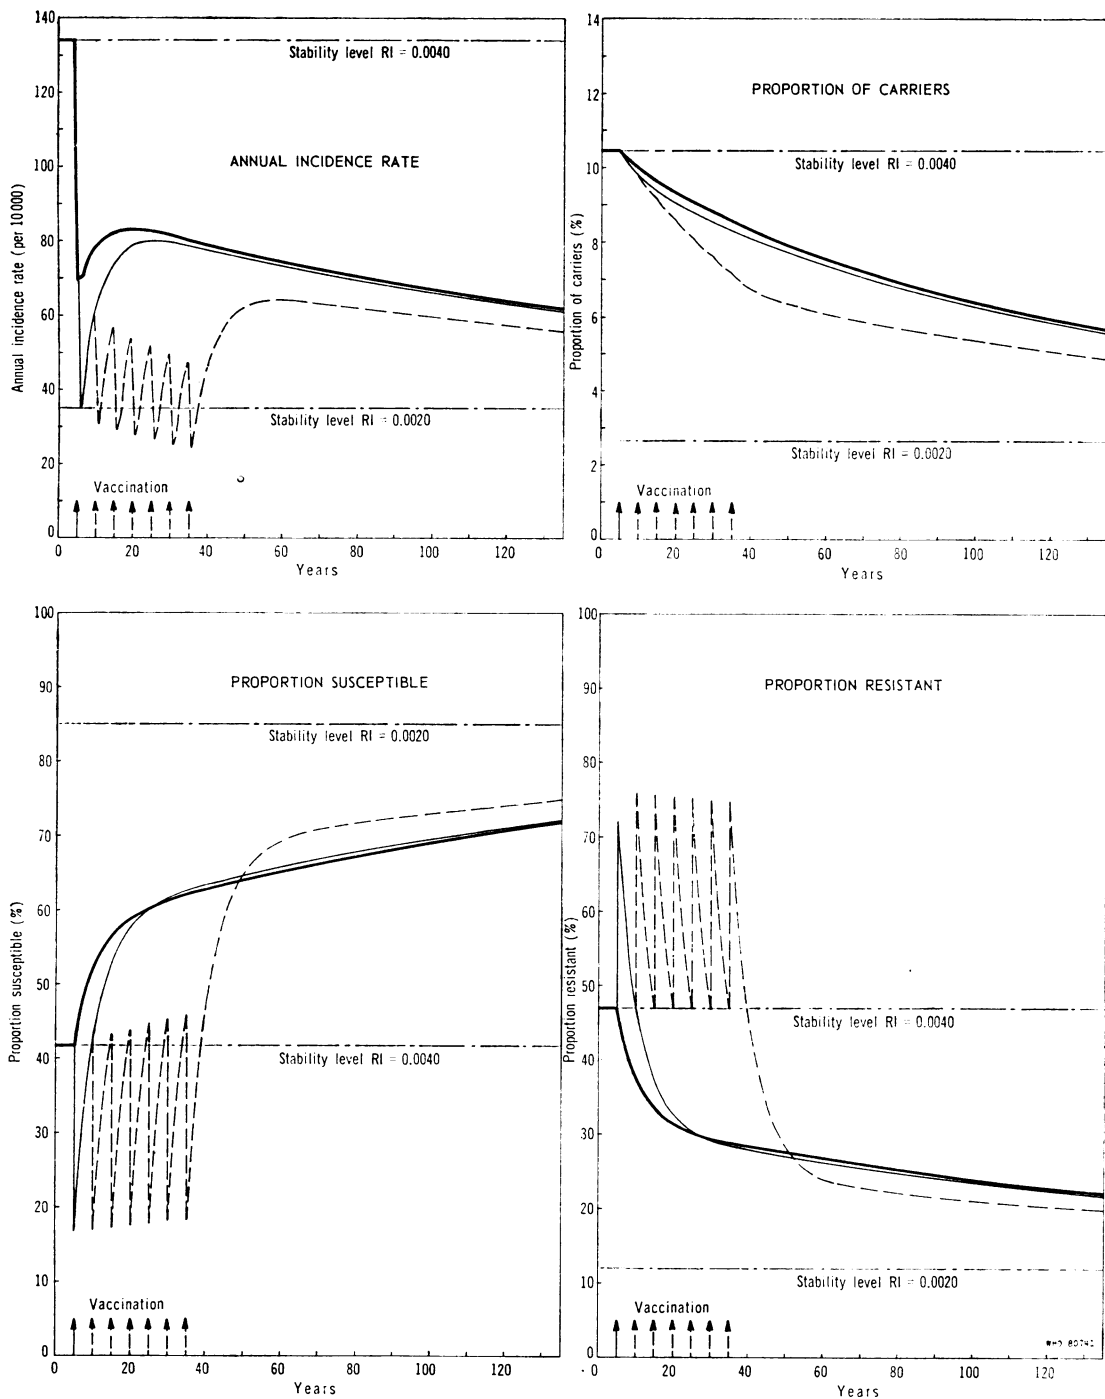 ANNUAL INCIDENCE RATE
Annual incidence rate (per 10000)
140
120
100
80
60
40
20
0
Stability level RI = 0.0040
Stability level RI = 0.0020
Vaccination
0 20 40 60 80 100 120
Years
PROPORTION OF CARRIERS
Proportion of carriers (%)
14
12
10
8
6
4
2
0
Stability level RI = 0.0040
Stability level RI = 0.0020
Vaccination
0 20 40 60 80 100 120
Years
PROPORTION SUSCEPTIBLE
Proportion susceptible (%)
100
90
80
70
60
50
40
30
20
10
0
Stability level RI = 0.0020
Stability level RI = 0.0040
Vaccination
0 20 40 60 80 100 120
Years
PROPORTION RESISTANT
Proportion resistant (%)
100
90
80
70
60
50
40
30
20
10
0
Stability level RI = 0.0040
Stability level RI = 0.0020
Vaccination
0 20 40 60 80 100 120
Years
WHO